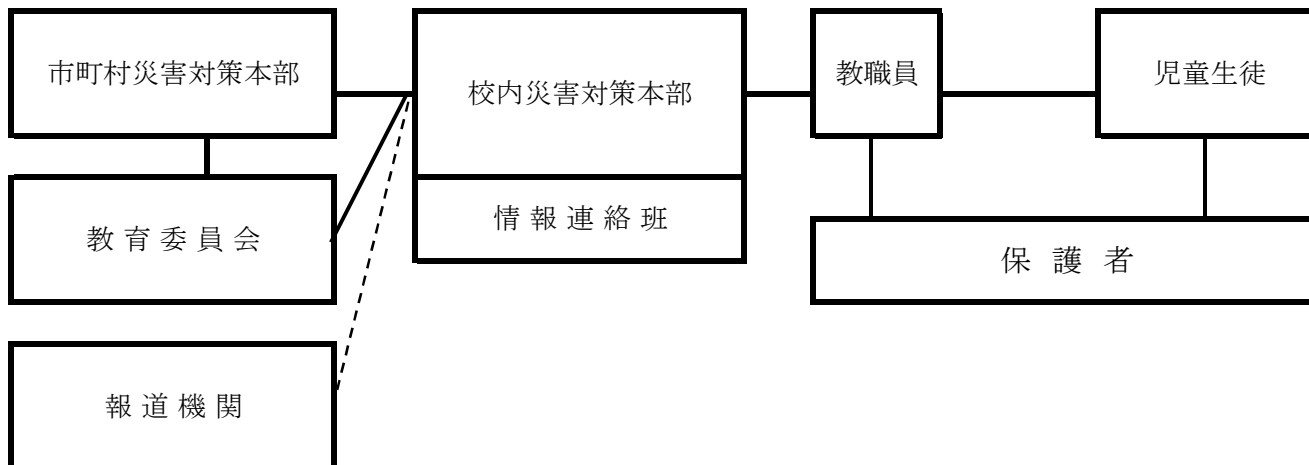 市町村災害対策本部
校内災害対策本部
教職員
児童生徒
情報連絡班
教育委員会
保護者
報道機関